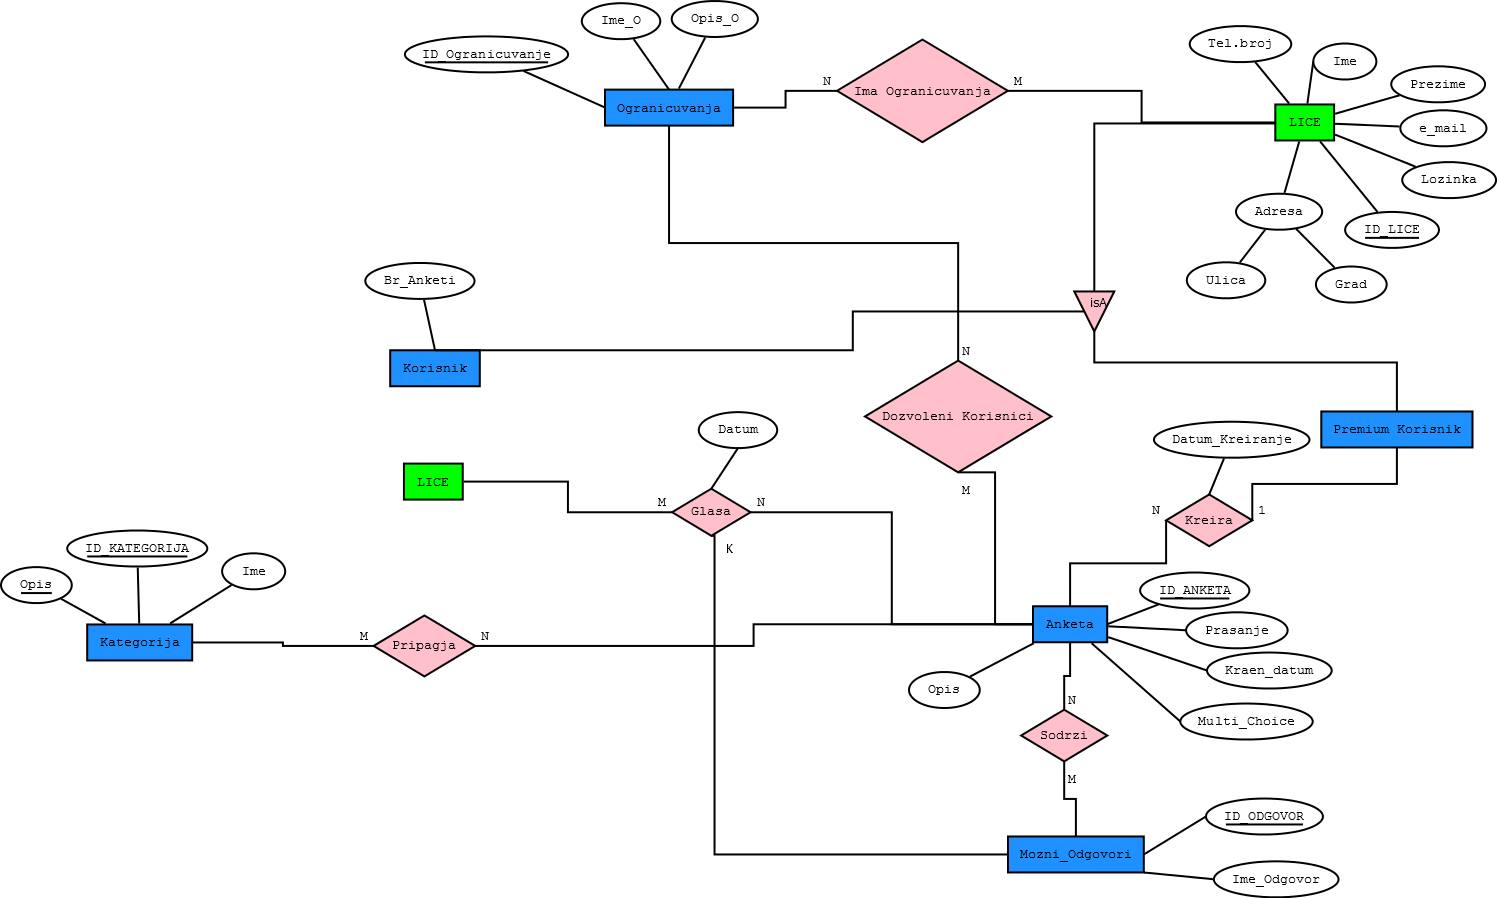 Ime_O
Opis_O
ID_Ogranicuvanje
Tel.broj
Ime
Prezime
N
Ima Ogranicuvanja
M
Ogranicuvanja
LICE
e_mail
Lozinka
Adresa
ID_LICE
Ulica
Grad
Br_Anketi
isA
N
Korisnik
Dozvoleni Korisnici
Datum
Datum_Kreiranje
Premium Korisnik
LICE
M
N
M
Glasa
N
1
Kreira
K
ID_KATEGORIJA
Ime
Opis
ID_ANKETA
Kategorija
M
Pripagja
N
Anketa
Prasanje
Kraen_datum
Opis
N
Multi_Choice
Sodrzi
M
ID_ODGOVOR
Mozni_Odgovori
Ime_Odgovor